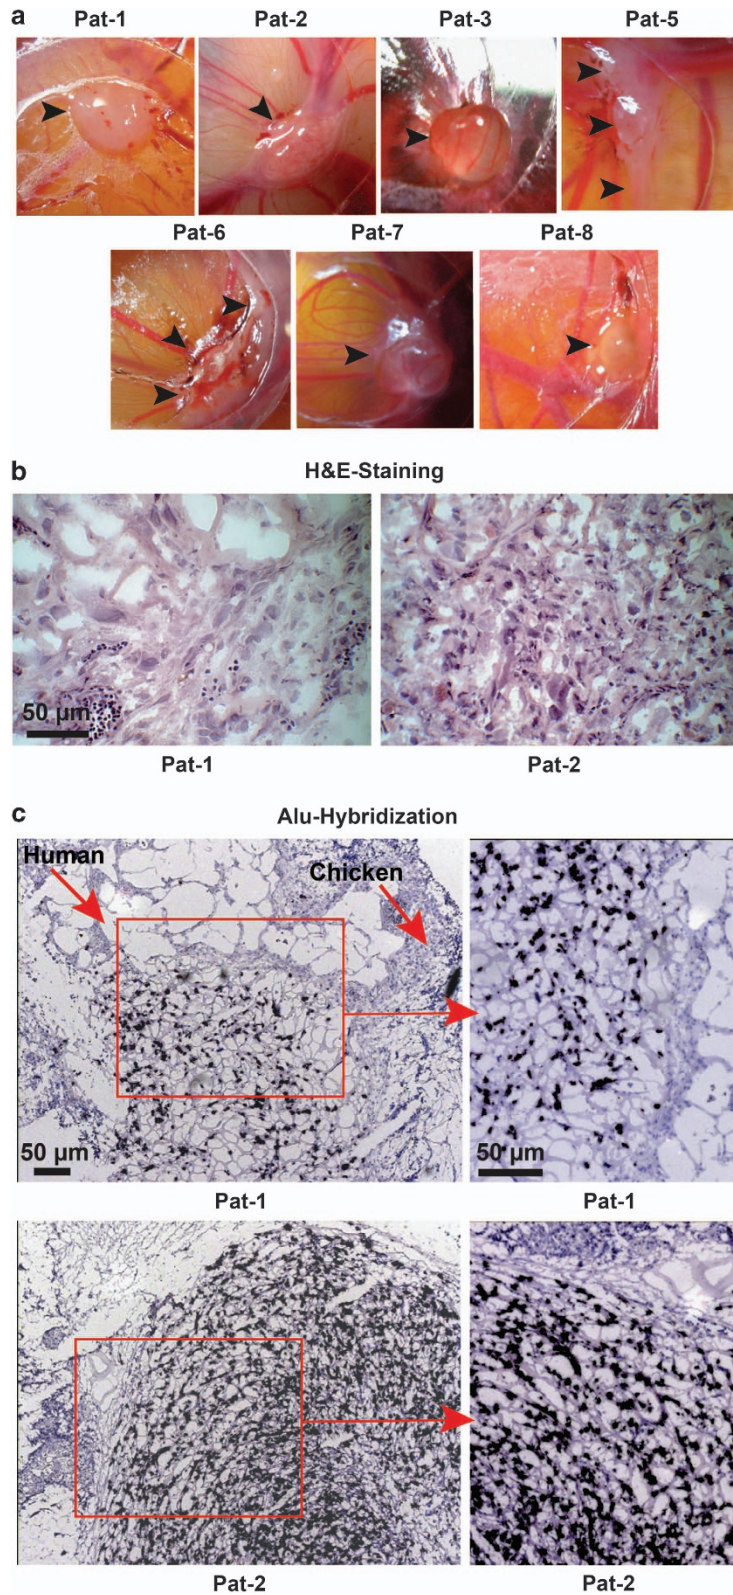 a
Pat-1 Pat-2 Pat-3 Pat-5
Pat-6 Pat-7 Pat-8
b
H&E-Staining
50 µm
Pat-1 Pat-2
c
Alu-Hybridization
Human
Chicken
50 µm 50 µm
Pat-1 Pat-1
Pat-2 Pat-2